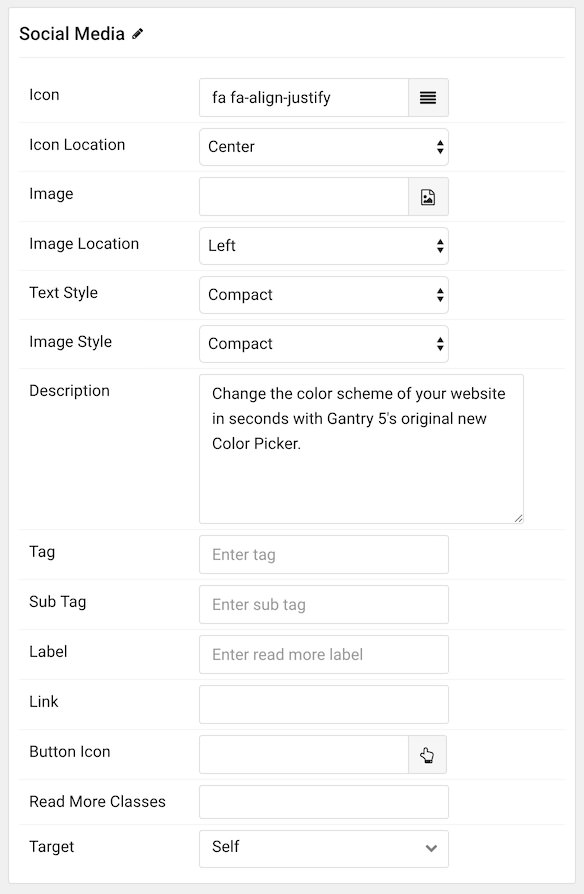 Social Media
Icon
fa fa-align-justify
Icon Location
Center
Image
Image Location
Left
Text Style
Compact
Image Style
Compact
Description
Change the color scheme of your website
in seconds with Gantry 5's original new
Color Picker.
Tag
Enter tag
Sub Tag
Enter sub tag
Label
Enter read more label
Link
Button Icon
Read More Classes
Target
Self